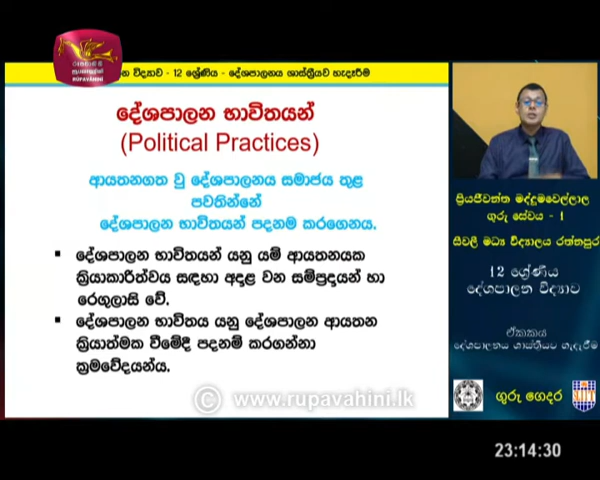 රූපවාහිනී
RUPAVAHINI
න විද්‍යාව - 12 ශ්‍රේණිය - දේශපාලනය ශාස්ත්‍රීයව හැදෑරීම
දේශපාලන භාවිතයන්
(Political Practices)
ආයතනගත වූ දේශපාලනය සමාජය තුළ
පවතින්නේ
දේශපාලන භාවිතයන් පදනම් කරගෙනය.
▪ දේශපාලන භාවිතයන් යනු යම් ආයතනයක
ක්‍රියාකාරීත්වය සඳහා අදාළ වන සම්ප්‍රදායන් හා
රෙගුලාසි වේ.
▪ දේශපාලන භාවිතය යනු දේශපාලන ආයතන
ක්‍රියාත්මක වීමේදී පදනම් කරගන්නා
ක්‍රමවේදයන්ය.
© www.rupavahini.lk
ප්‍රියජීවන්ත මද්දුමවෙල්ලාල
ගුරු සේවය - I
සීවලී මධ්‍ය විද්‍යාලය රත්නපුර
12 ශ්‍රේණිය
දේශපාලන විද්‍යාව
ඒකකය
දේශපාලනය ශාස්ත්‍රීයව හැදෑරීම
ගුරු ගෙදර
23:14:30